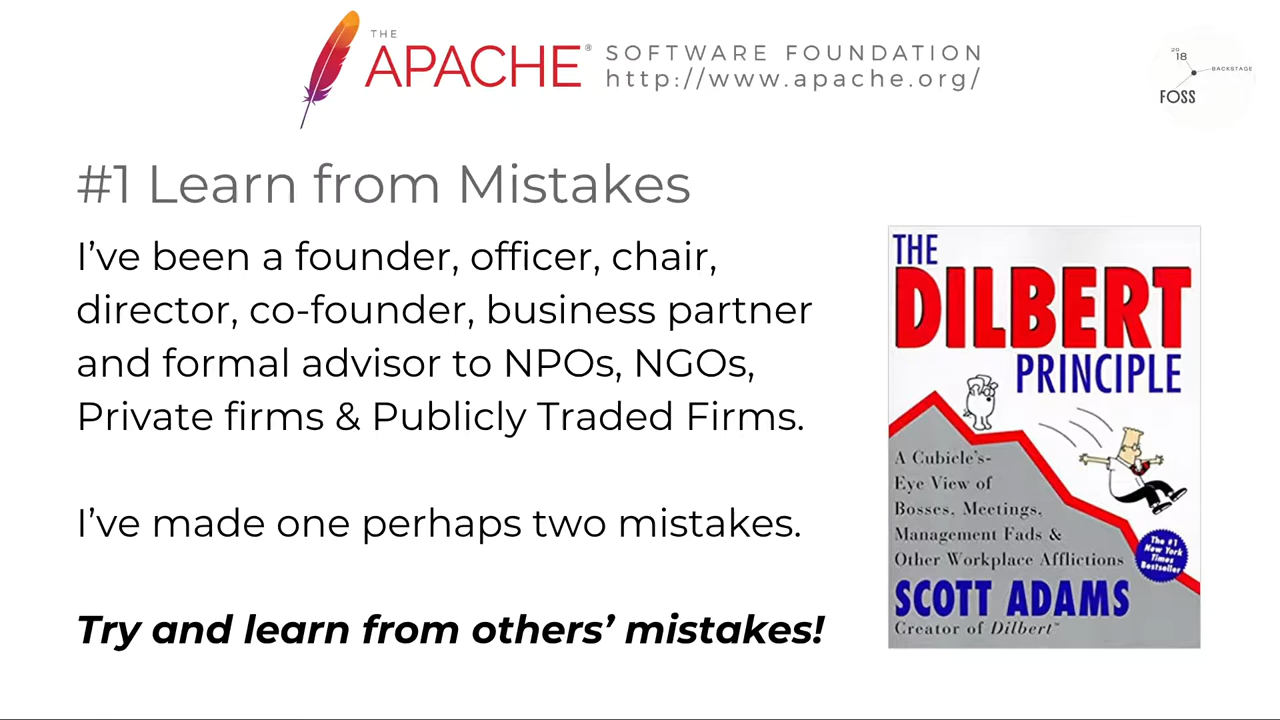 THE
APACHE® SOFTWARE FOUNDATION
http://www.apache.org/
20
18
BACKSTAGE
FOSS
#1 Learn from Mistakes
I’ve been a founder, officer, chair,
director, co-founder, business partner
and formal advisor to NPOs, NGOs,
Private firms & Publicly Traded Firms.
I’ve made one perhaps two mistakes.
Try and learn from others’ mistakes!
THE
DILBERT
PRINCIPLE
A Cubicle's-
Eye View of
Bosses, Meetings,
Management Fads &
Other Workplace Afflictions
The #1
New York
Times
Bestseller
SCOTT ADAMS
Creator of Dilbert™